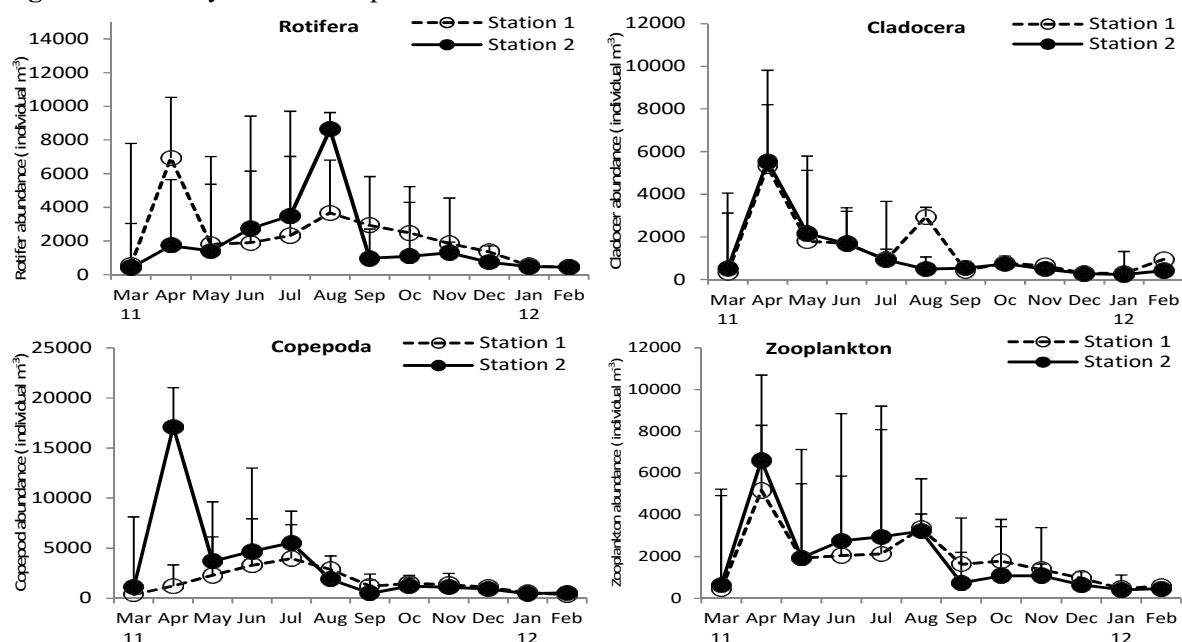 Rotifera
Station 1
Station 2
Rotifer abundance (individual m-3)
14000
12000
10000
8000
6000
4000
2000
0
Mar Apr May Jun Jul Aug Sep Oc Nov Dec Jan Feb
11 12
Cladocera
Station 1
Station 2
Cladocer abundance (individual m-3)
12000
10000
8000
6000
4000
2000
0
Mar Apr May Jun Jul Aug Sep Oc Nov Dec Jan Feb
11 12
Copepoda
Station 1
Station 2
Copepod abundance (individual m-3)
25000
20000
15000
10000
5000
0
Mar Apr May Jun Jul Aug Sep Oc Nov Dec Jan Feb
11 12
Zooplankton
Station 1
Station 2
Zooplankton abundance (individual m-3)
12000
10000
8000
6000
4000
2000
0
Mar Apr May Jun Jul Aug Sep Oc Nov Dec Jan Feb
11 12